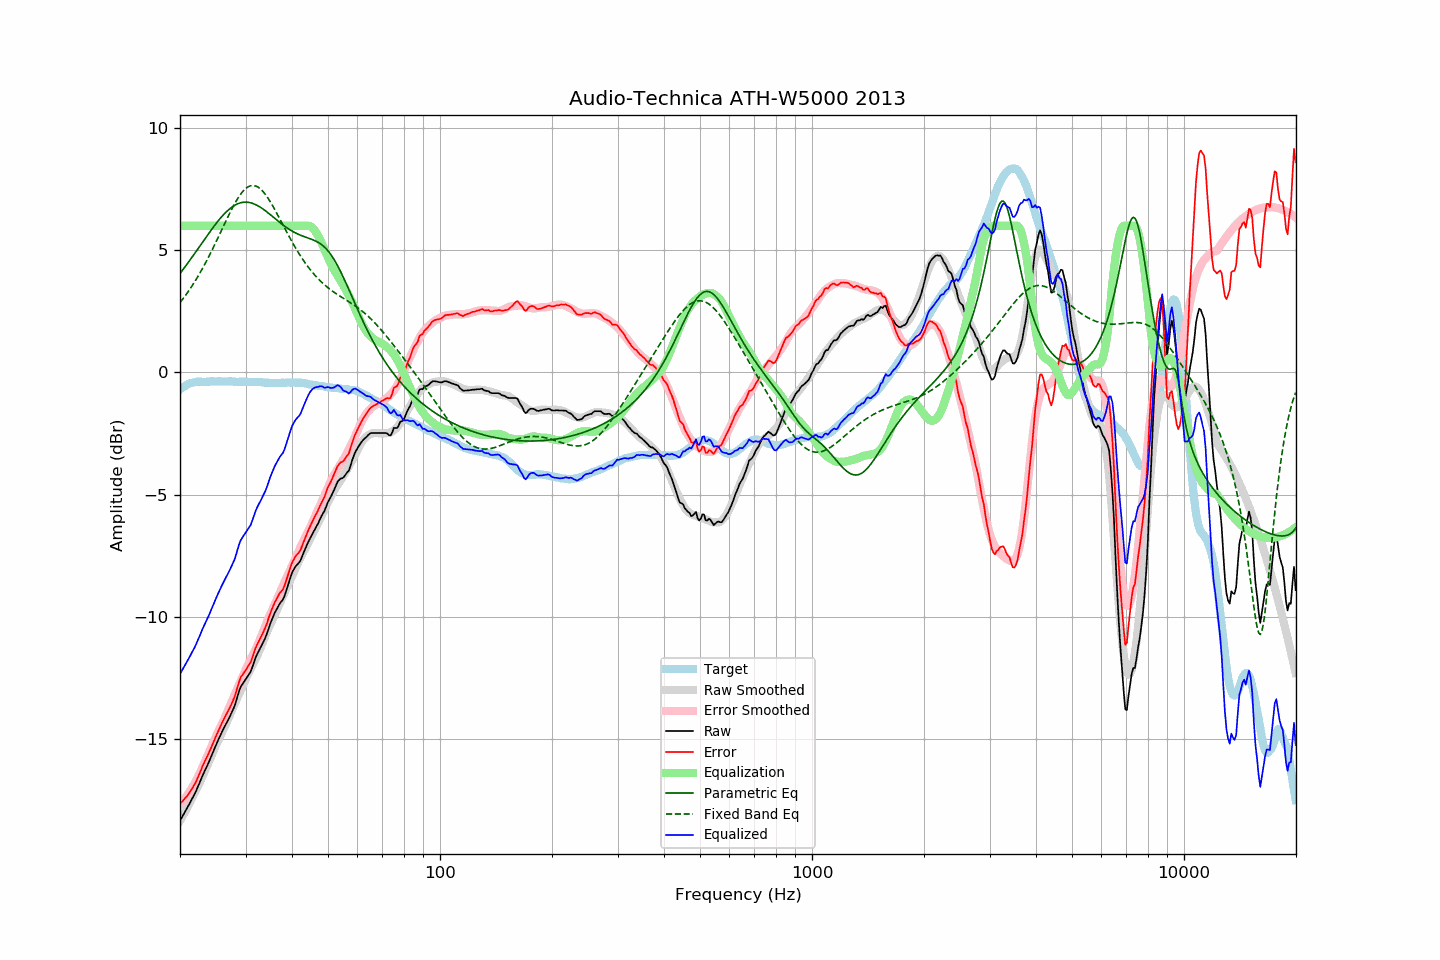 Audio-Technica ATH-W5000 2013
10
5
0
−5
−10
−15
Amplitude (dBr)
100
1000
10000
Frequency (Hz)
Target
Raw Smoothed
Error Smoothed
Raw
Error
Equalization
Parametric Eq
Fixed Band Eq
Equalized